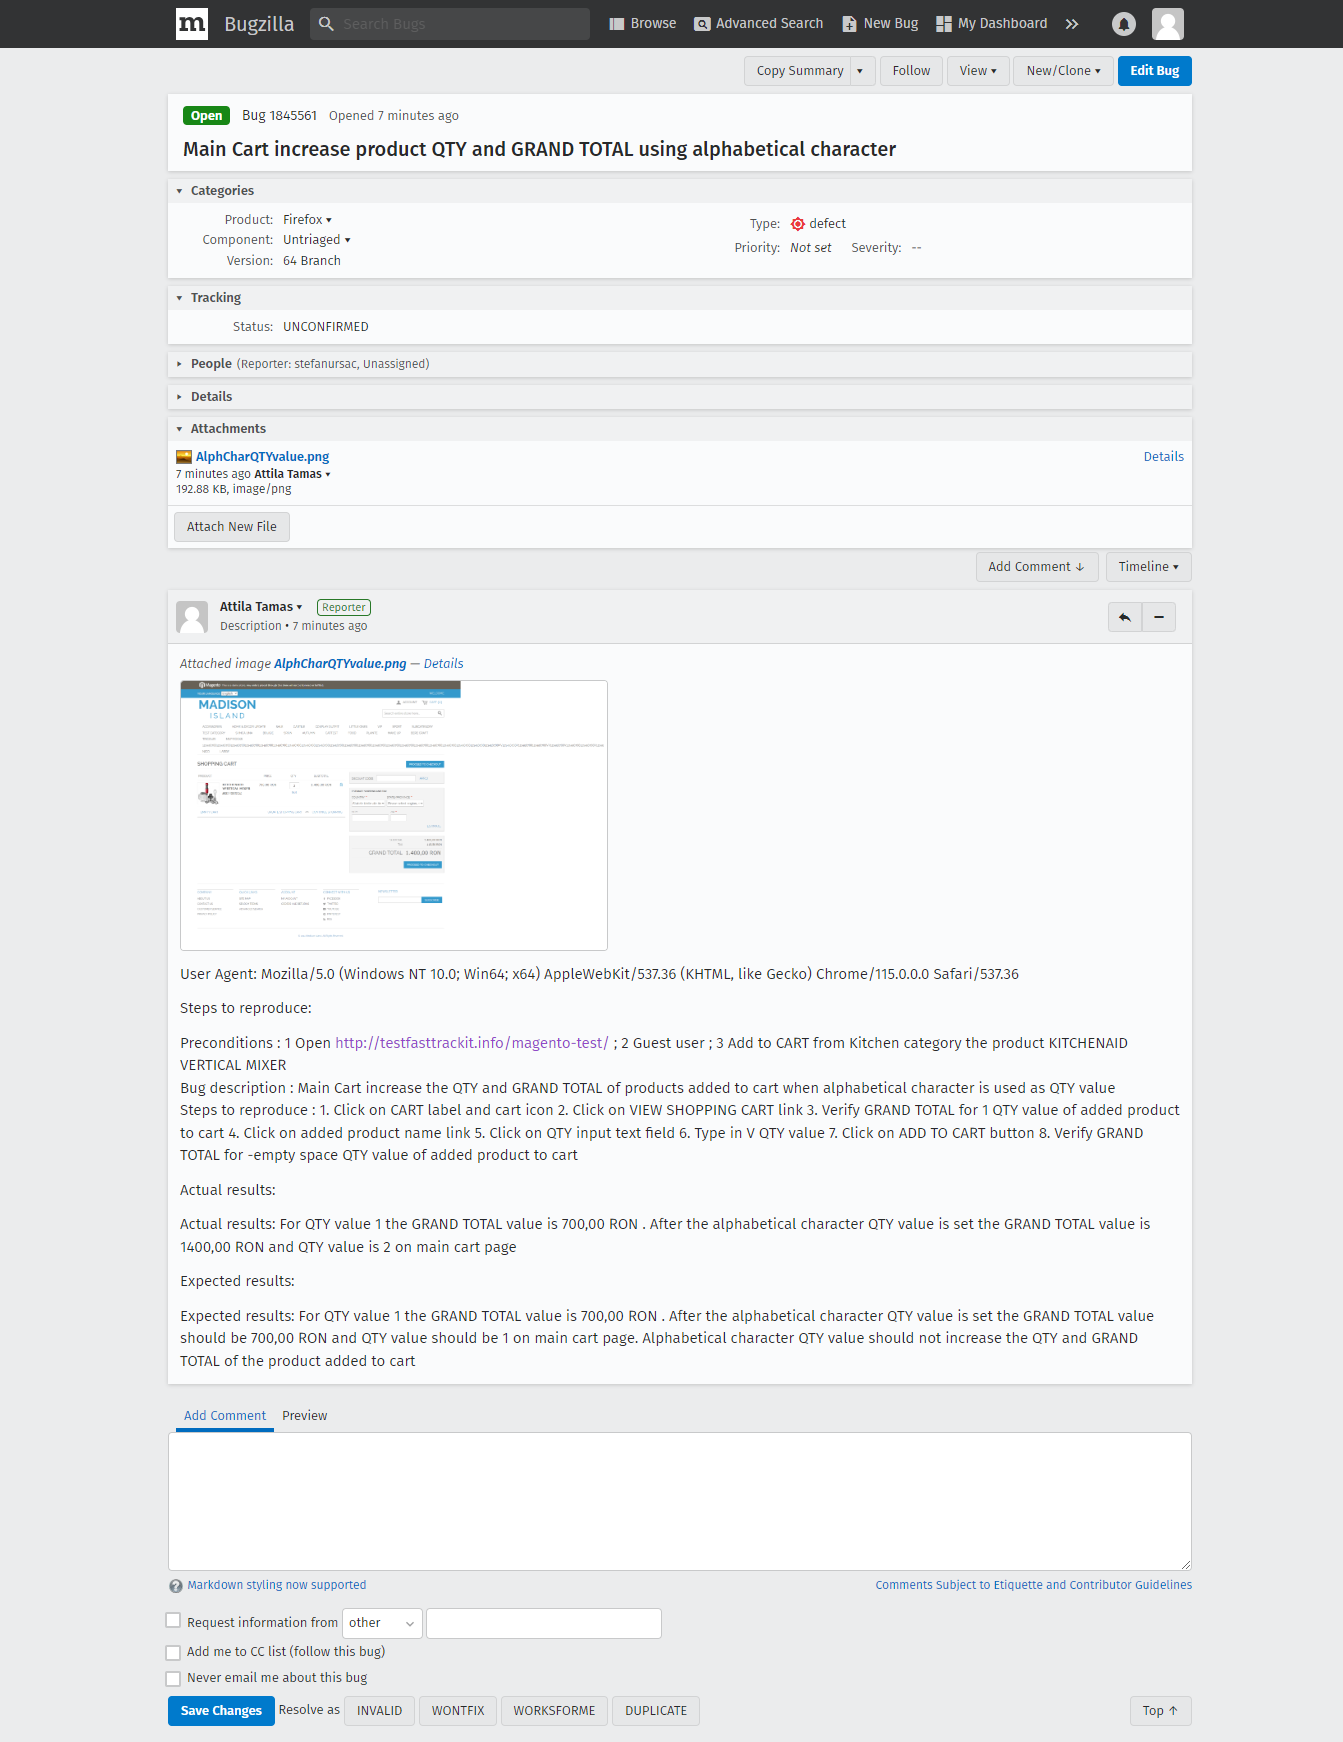 m Bugzilla Search Bugs Browse Advanced Search New Bug My Dashboard
Copy Summary ▾ Follow View ▾ New/Clone ▾ Edit Bug
Open Bug 1845561 Opened 7 minutes ago
Main Cart increase product QTY and GRAND TOTAL using alphabetical character
▾ Categories
Product: Firefox ▾
Component: Untriaged ▾
Version: 64 Branch
Type: defect
Priority: Not set Severity: --
▾ Tracking
Status: UNCONFIRMED
▸ People (Reporter: stefanursac, Unassigned)
▸ Details
▾ Attachments
AlphCharQTYvalue.png Details
7 minutes ago Attila Tamas ▾
192.88 KB, image/png
Attach New File
Add Comment ↓ Timeline ▾
Attila Tamas ▾ Reporter
Description • 7 minutes ago
Attached image AlphCharQTYvalue.png — Details
MADISON
ISLAND
SHOPPING CART
GRAND TOTAL 1.400,00 RON
User Agent: Mozilla/5.0 (Windows NT 10.0; Win64; x64) AppleWebKit/537.36 (KHTML, like Gecko) Chrome/115.0.0.0 Safari/537.36
Steps to reproduce:
Preconditions : 1 Open http://testfasttrackit.info/magento-test/ ; 2 Guest user ; 3 Add to CART from Kitchen category the product KITCHENAID
VERTICAL MIXER
Bug description : Main Cart increase the QTY and GRAND TOTAL of products added to cart when alphabetical character is used as QTY value
Steps to reproduce : 1. Click on CART label and cart icon 2. Click on VIEW SHOPPING CART link 3. Verify GRAND TOTAL for 1 QTY value of added product
to cart 4. Click on added product name link 5. Click on QTY input text field 6. Type in V QTY value 7. Click on ADD TO CART button 8. Verify GRAND
TOTAL for -empty space QTY value of added product to cart
Actual results:
Actual results: For QTY value 1 the GRAND TOTAL value is 700,00 RON . After the alphabetical character QTY value is set the GRAND TOTAL value is
1400,00 RON and QTY value is 2 on main cart page
Expected results:
Expected results: For QTY value 1 the GRAND TOTAL value is 700,00 RON . After the alphabetical character QTY value is set the GRAND TOTAL value
should be 700,00 RON and QTY value should be 1 on main cart page. Alphabetical character QTY value should not increase the QTY and GRAND
TOTAL of the product added to cart
Add Comment Preview
Markdown styling now supported Comments Subject to Etiquette and Contributor Guidelines
Request information from other
Add me to CC list (follow this bug)
Never email me about this bug
Save Changes Resolve as INVALID WONTFIX WORKSFORME DUPLICATE Top ↑